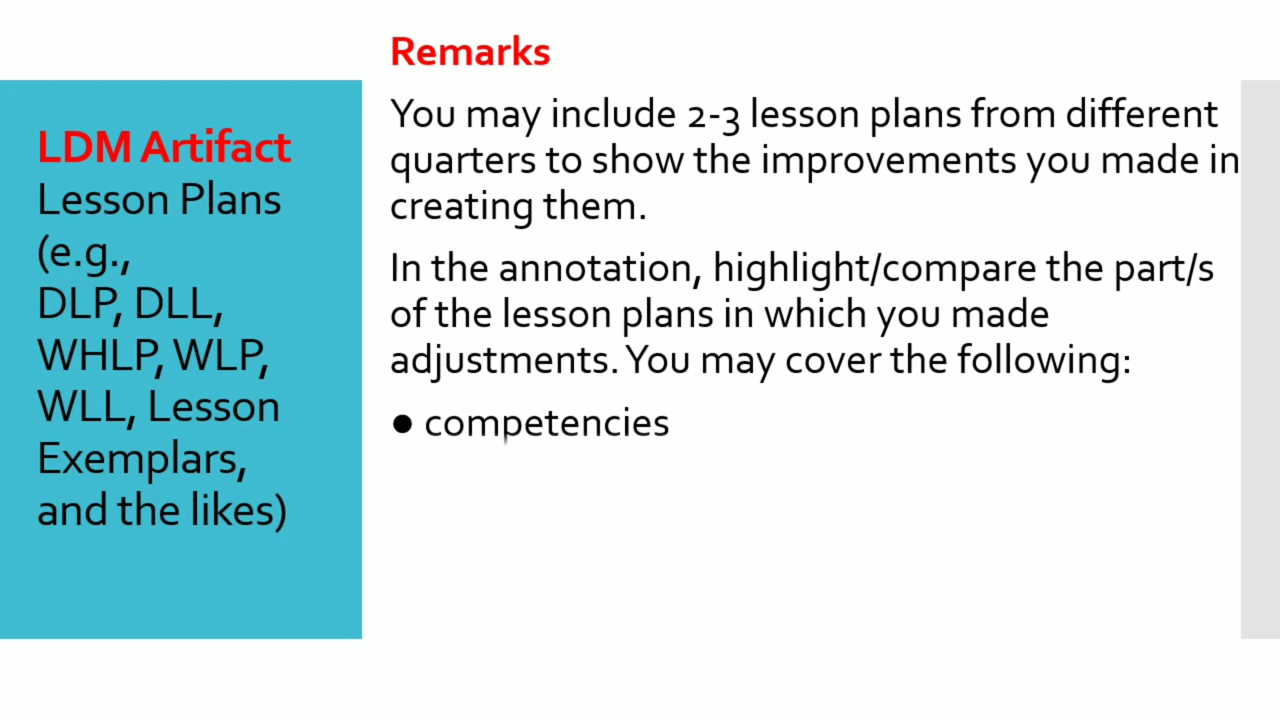 LDM Artifact
Lesson Plans
(e.g.,
DLP, DLL,
WHLP, WLP,
WLL, Lesson
Exemplars,
and the likes)
Remarks
You may include 2-3 lesson plans from different
quarters to show the improvements you made in
creating them.
In the annotation, highlight/compare the part/s
of the lesson plans in which you made
adjustments. You may cover the following:
● competencies